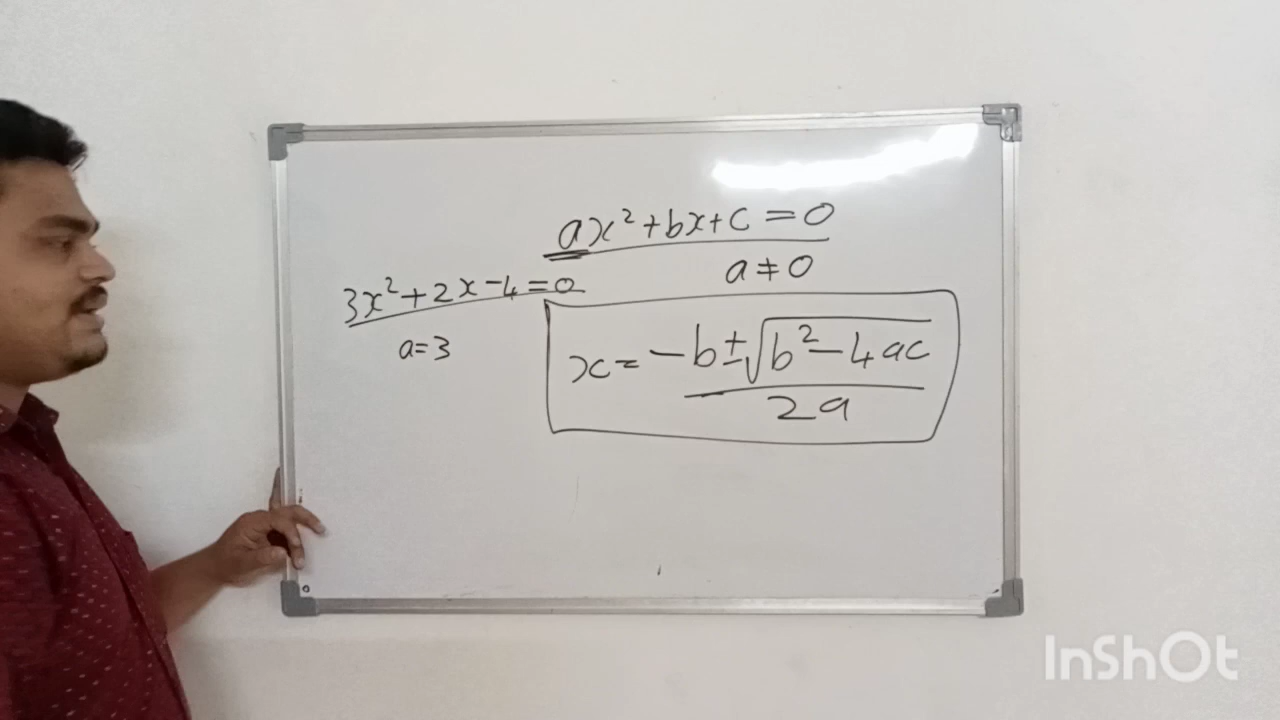 ax²+bx+c=0
a≠0
3x²+2x-4=0
a=3
x=-b±√b²-4ac
2a
InShOt